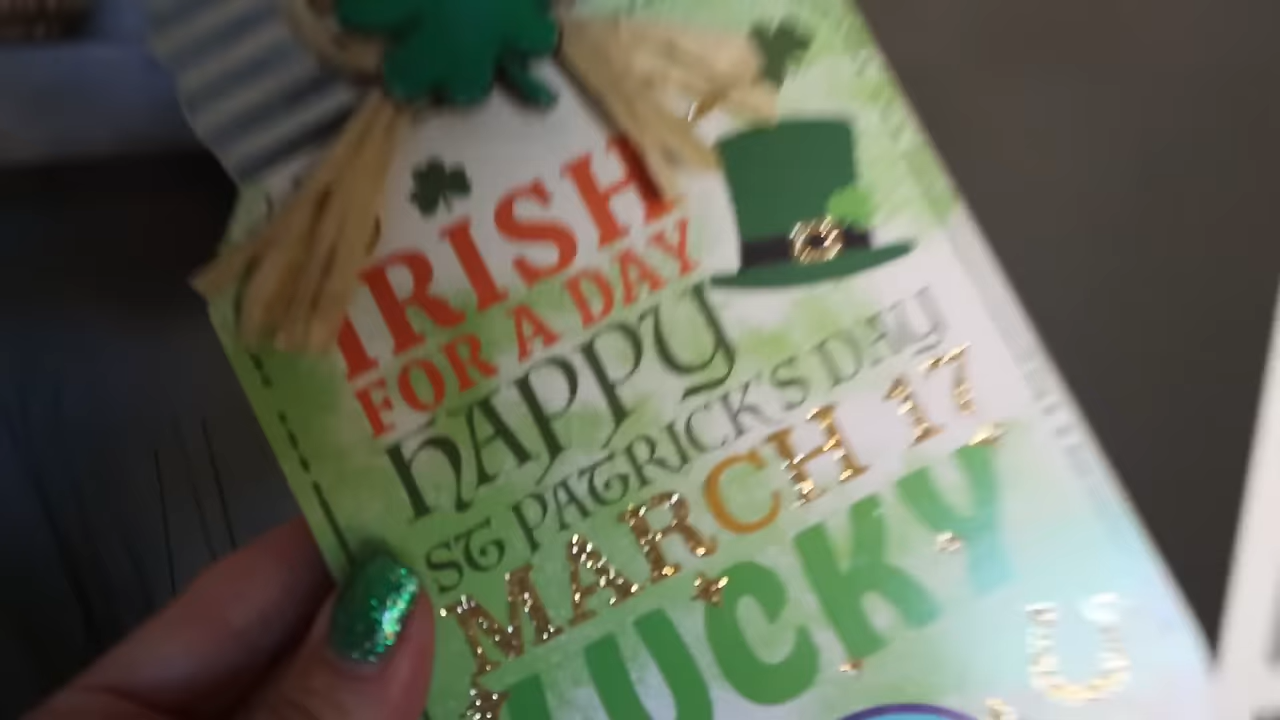 IRISH
FOR A DAY
HAPPY
ST PATRICK'S DAY
MARCH 17
LUCKY